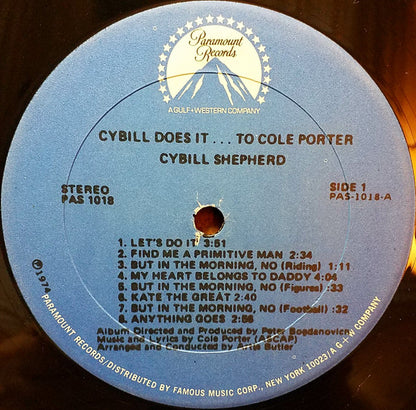 Paramount
Records
A GULF+WESTERN COMPANY
CYBILL DOES IT... TO COLE PORTER
CYBILL SHEPHERD
STEREO
PAS 1018
SIDE 1
PAS-1018-A
1. LET'S DO IT 3:51
2. FIND ME A PRIMITIVE MAN 2:34
3. BUT IN THE MORNING, NO (Riding) 1:11
4. MY HEART BELONGS TO DADDY 4:04
5. BUT IN THE MORNING, NO (Figures) :33
6. KATE THE GREAT 2:40
7. BUT IN THE MORNING, NO (Football) :32
8. ANYTHING GOES 2:56
Album Directed and Produced by Peter Bogdanovich
Music and Lyrics by Cole Porter (ASCAP)
Arranged and Conducted by Artie Butler
℗ 1974 PARAMOUNT RECORDS/DISTRIBUTED BY FAMOUS MUSIC CORP., NEW YORK 10023/A G+W COMPANY